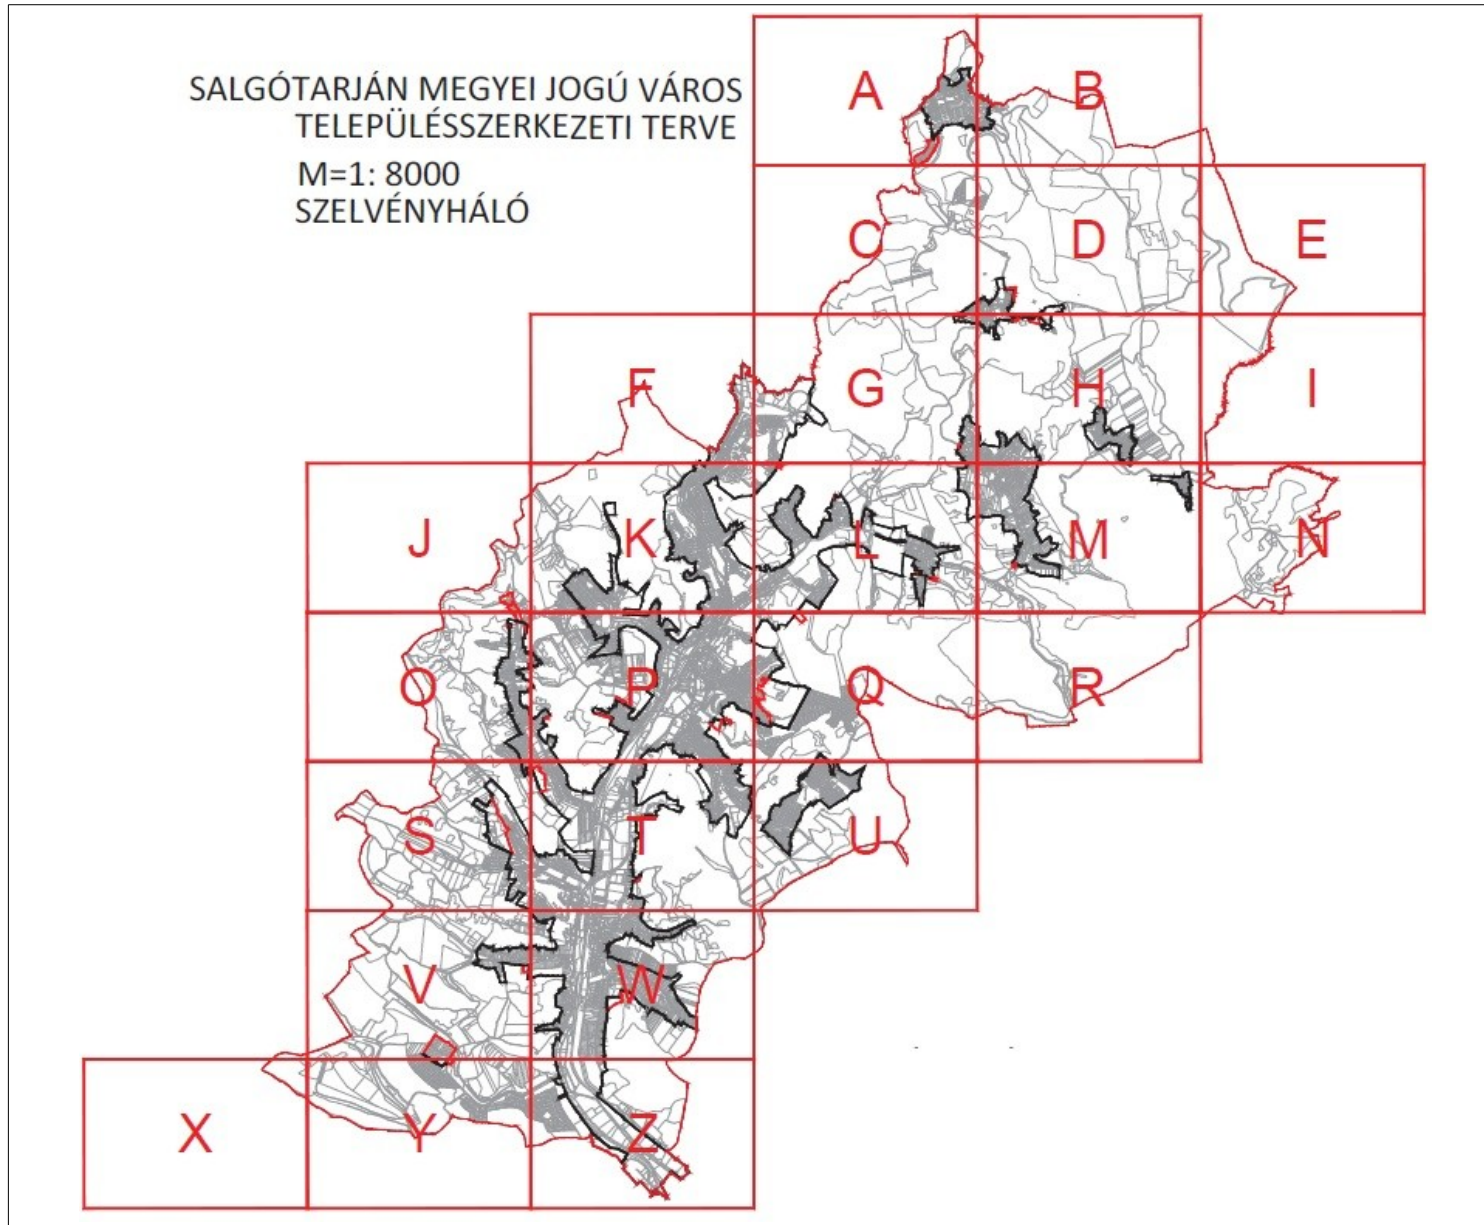 SALGÓTARJÁN MEGYEI JOGÚ VÁROS
TELEPÜLÉSSZERKEZETI TERVE
M=1: 8000
SZELVÉNYHÁLÓ
A B
C D E
F G H I
J K L M N
O P Q R
S T U
V W
X Y Z